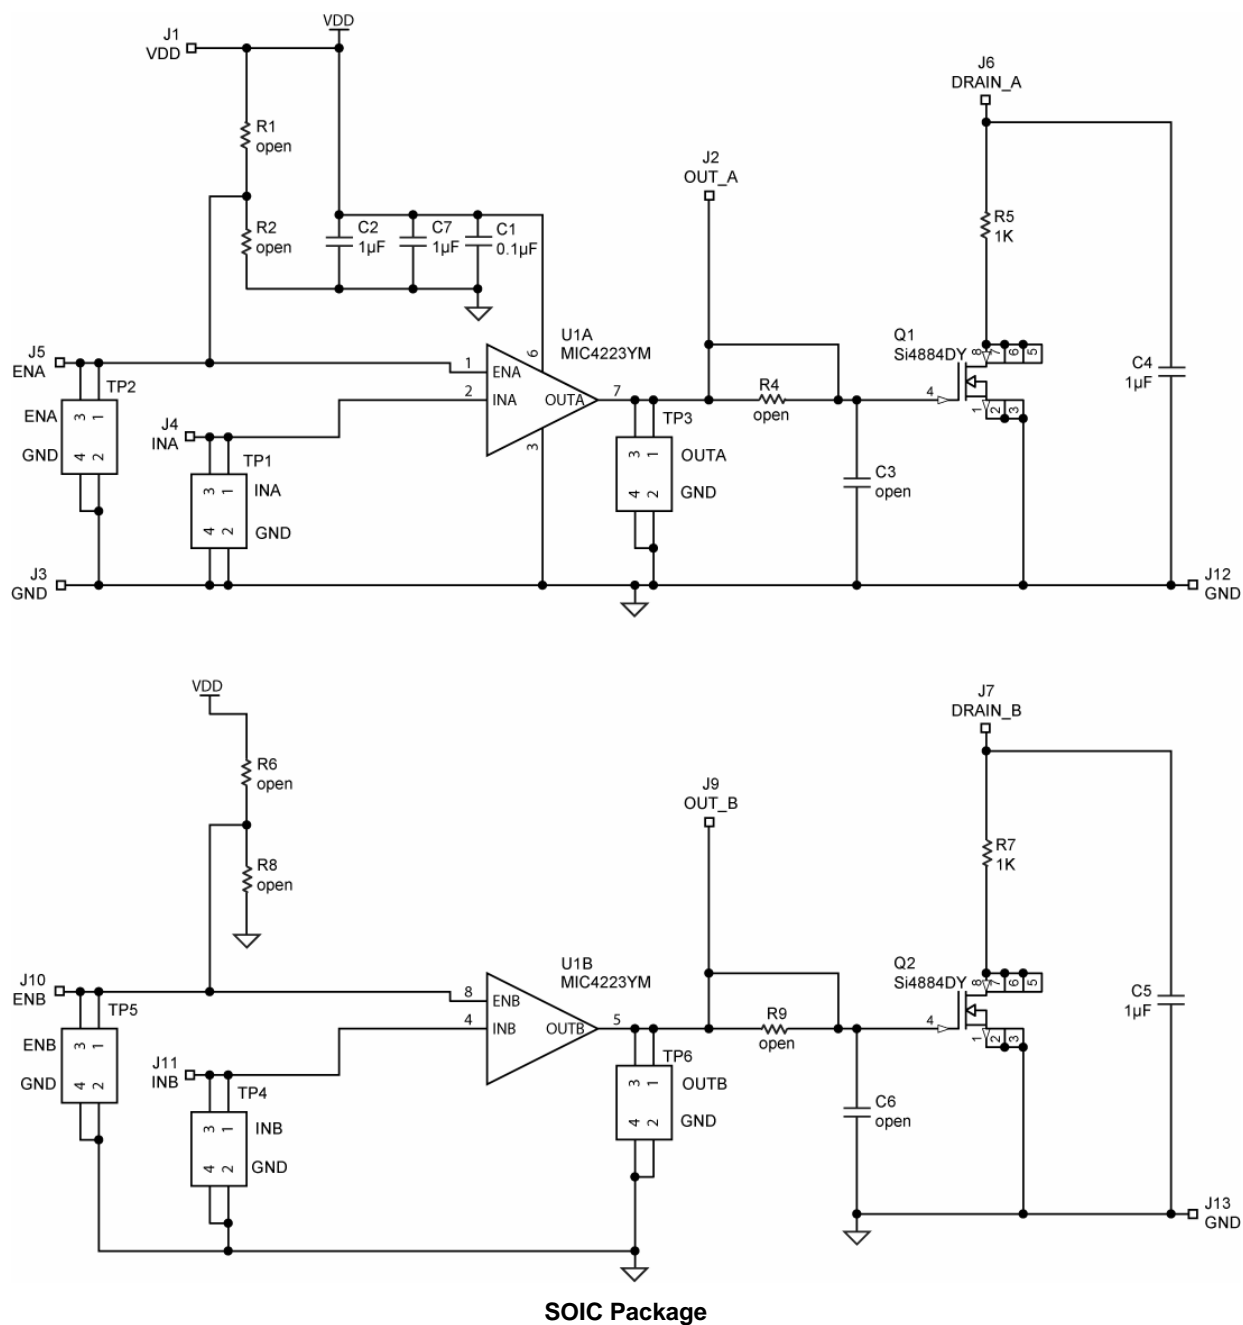 VDD
J1
VDD
R1
open
R2
open
C2
1µF
C7
1µF
C1
0.1µF
J2
OUT_A
J6
DRAIN_A
R5
1K
C4
1µF
J5
ENA
TP2
ENA
3 1
GND
4 2
J4
INA
TP1
3 1
INA
4 2
GND
U1A
MIC4223YM
1
ENA
2
INA
6
OUTA
7
3
TP3
3 1
OUTA
4 2
GND
R4
open
C3
open
Q1
Si4884DY
4
8 7 6 5
1 2 3
J3
GND
J12
GND
VDD
R6
open
R8
open
J9
OUT_B
J7
DRAIN_B
R7
1K
C5
1µF
J10
ENB
TP5
ENB
3 1
GND
4 2
J11
INB
TP4
3 1
INB
4 2
GND
U1B
MIC4223YM
8
ENB
4
INB
OUTB
5
TP6
3 1
OUTB
4 2
GND
R9
open
C6
open
Q2
Si4884DY
4
8 7 6 5
1 2 3
J13
GND
SOIC Package